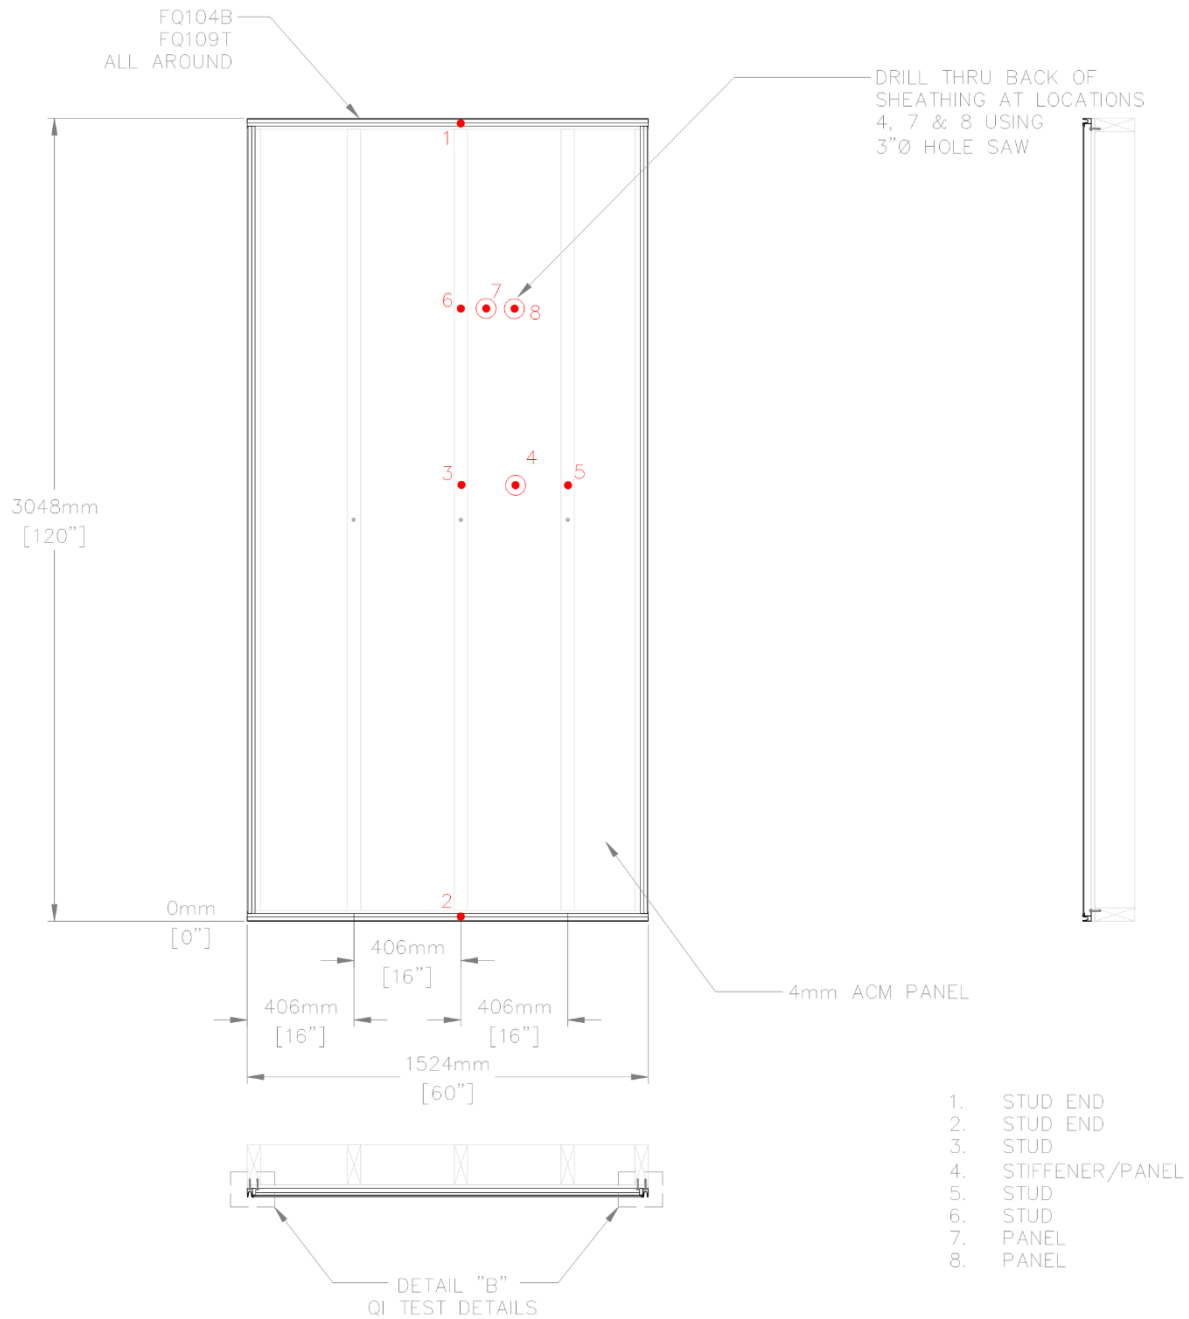 FQ104B
FQ109T
ALL AROUND
DRILL THRU BACK OF
SHEATHING AT LOCATIONS
4, 7 & 8 USING
3"Ø HOLE SAW
1
6
7
8
3
4
5
3048mm
[120"]
2
0mm
[0"]
406mm
[16"]
4mm ACM PANEL
406mm
[16"]
406mm
[16"]
1524mm
[60"]
1. STUD END
2. STUD END
3. STUD
4. STIFFENER/PANEL
5. STUD
6. STUD
7. PANEL
8. PANEL
DETAIL "B"
QI TEST DETAILS